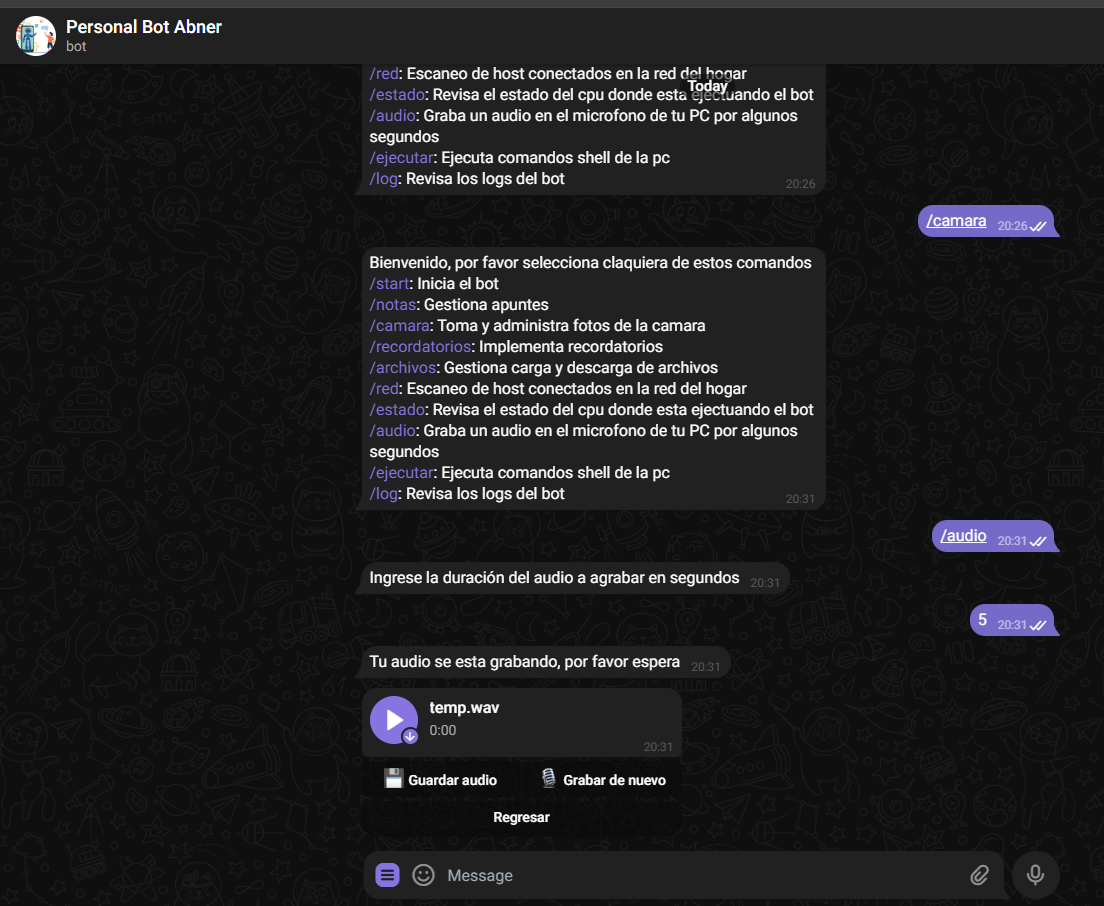 Personal Bot Abner
bot
/red: Escaneo de host conectados en la red del hogar
Today
/estado: Revisa el estado del cpu donde esta ejectuando el bot
/audio: Graba un audio en el microfono de tu PC por algunos
segundos
/ejecutar: Ejecuta comandos shell de la pc
/log: Revisa los logs del bot
20:26
/camara 20:26
Bienvenido, por favor selecciona claquiera de estos comandos
/start: Inicia el bot
/notas: Gestiona apuntes
/camara: Toma y administra fotos de la camara
/recordatorios: Implementa recordatorios
/archivos: Gestiona carga y descarga de archivos
/red: Escaneo de host conectados en la red del hogar
/estado: Revisa el estado del cpu donde esta ejectuando el bot
/audio: Graba un audio en el microfono de tu PC por algunos
segundos
/ejecutar: Ejecuta comandos shell de la pc
/log: Revisa los logs del bot
20:31
/audio 20:31
Ingrese la duración del audio a agrabar en segundos 20:31
5 20:31
Tu audio se esta grabando, por favor espera 20:31
temp.wav
0:00
20:31
Guardar audio
Grabar de nuevo
Regresar
Message